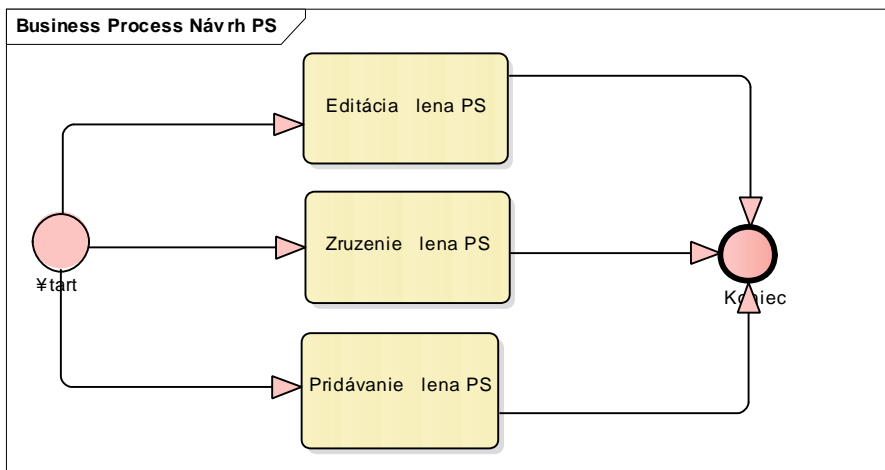 Business Process Návrh PS
Editácia lena PS
Zruzenie lena PS
¥tart
Koniec
Pridávanie lena PS